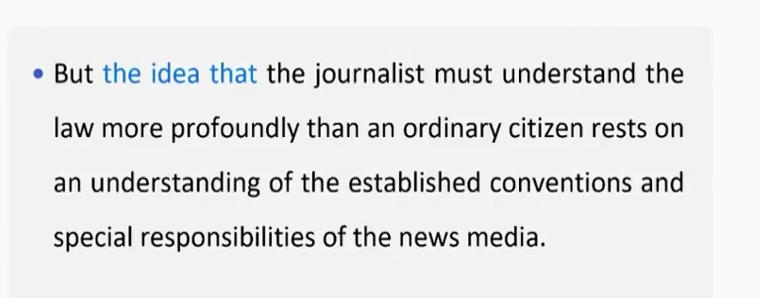 • But the idea that the journalist must understand the
law more profoundly than an ordinary citizen rests on
an understanding of the established conventions and
special responsibilities of the news media.